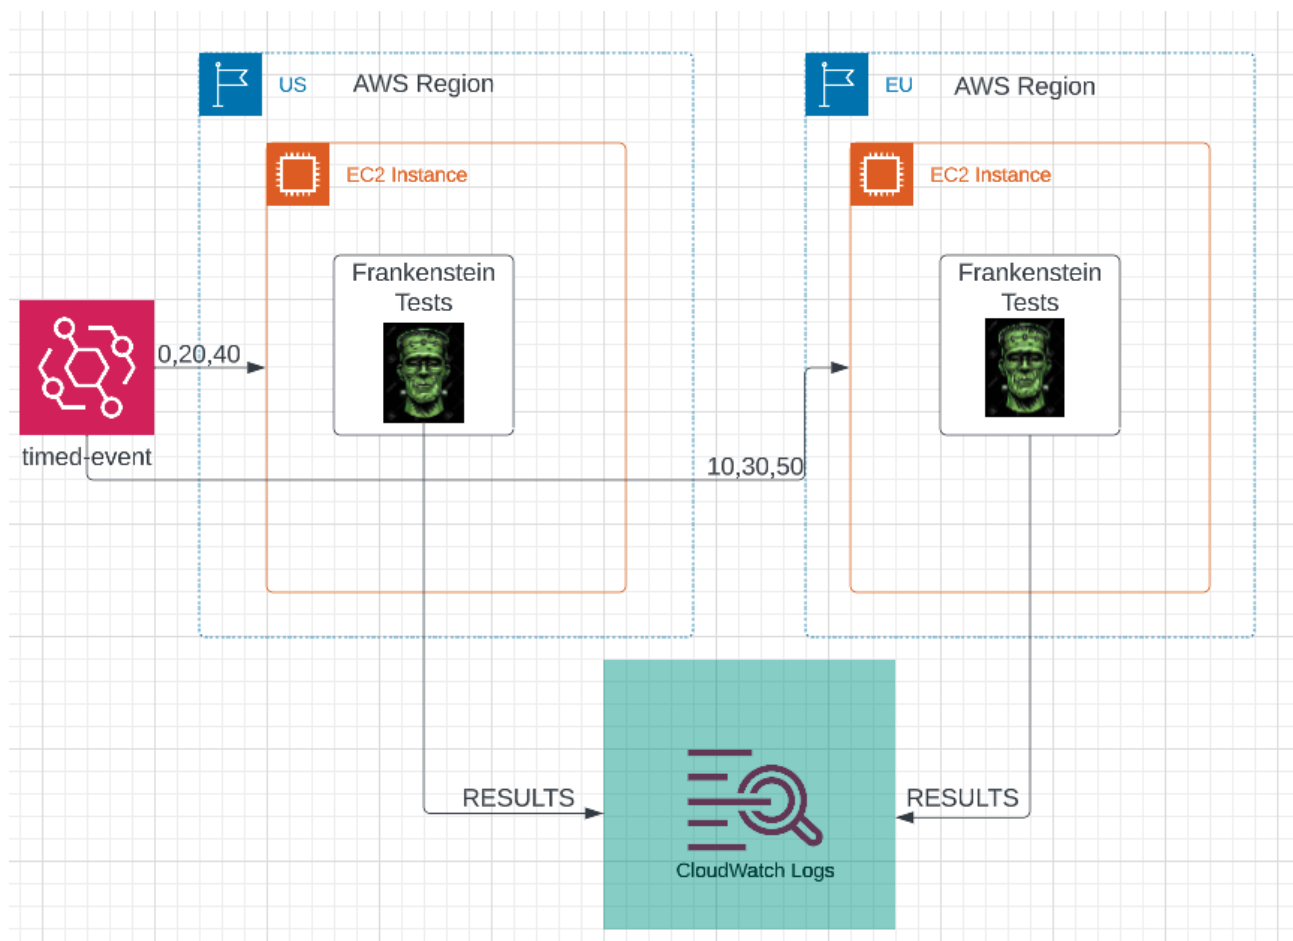 US
AWS Region
EC2 Instance
Frankenstein
Tests
0,20,40
timed-event
EU
AWS Region
EC2 Instance
Frankenstein
Tests
10,30,50
RESULTS
RESULTS
CloudWatch Logs